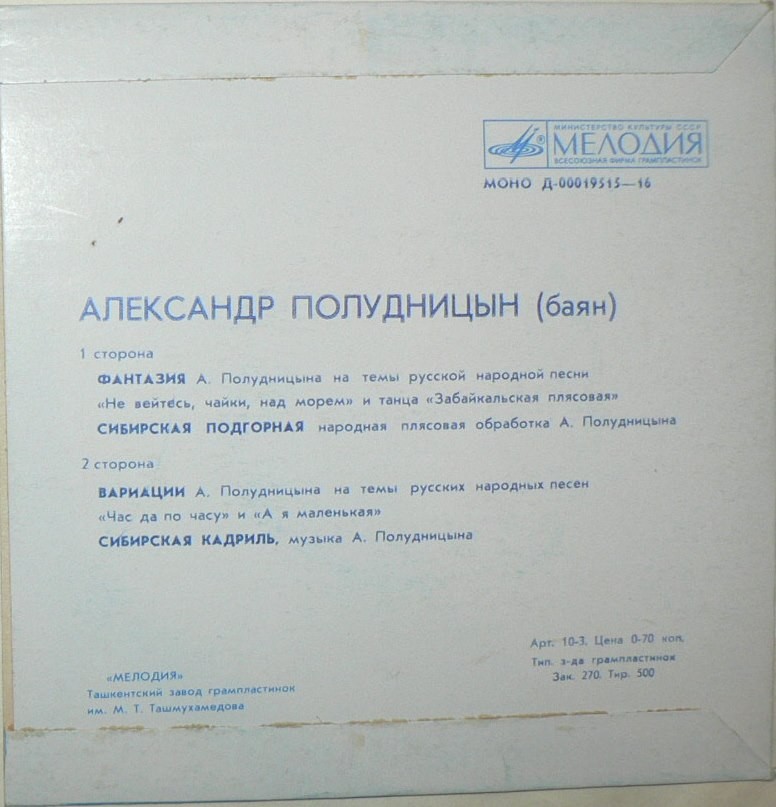 МИНИСТЕРСТВО КУЛЬТУРЫ СССР
МЕЛОДИЯ
ВСЕСОЮЗНАЯ ФИРМА ГРАМПЛАСТИНОК
МОНО Д-00019515—16
АЛЕКСАНДР ПОЛУДНИЦЫН (баян)
1 сторона
ФАНТАЗИЯ А. Полудницына на темы русской народной песни
«Не вейтесь, чайки, над морем» и танца «Забайкальская плясовая»
СИБИРСКАЯ ПОДГОРНАЯ народная плясовая обработка А. Полудницына
2 сторона
ВАРИАЦИИ А. Полудницына на темы русских народных песен
«Час да по часу» и «А я маленькая»
СИБИРСКАЯ КАДРИЛЬ, музыка А. Полудницына
Арт. 10-3. Цена 0-70 коп.
Тип. з-да грампластинок
Зак. 270. Тир. 500
«МЕЛОДИЯ»
Ташкентский завод грампластинок
им. М. Т. Ташмухамедова